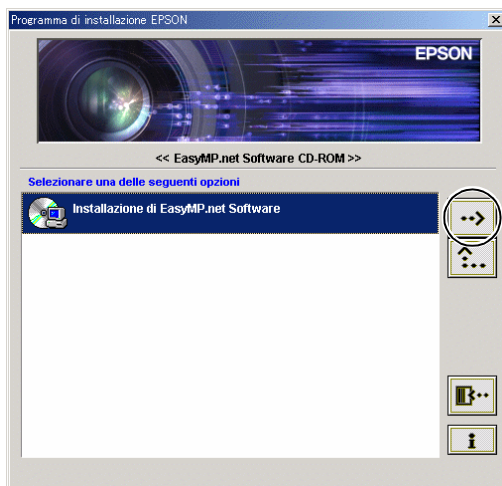 Programma di installazione EPSON
EPSON
<< EasyMP.net Software CD-ROM >>
Selezionare una delle seguenti opzioni
Installazione di EasyMP.net Software